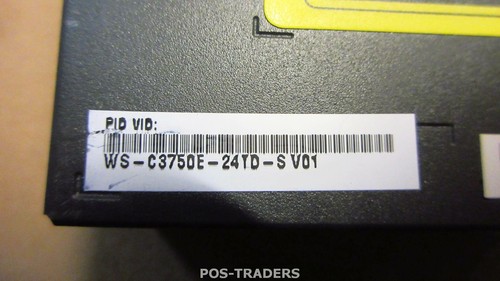 PID VID:
WS-C3750E-24TD-S V01
POS-TRADERS